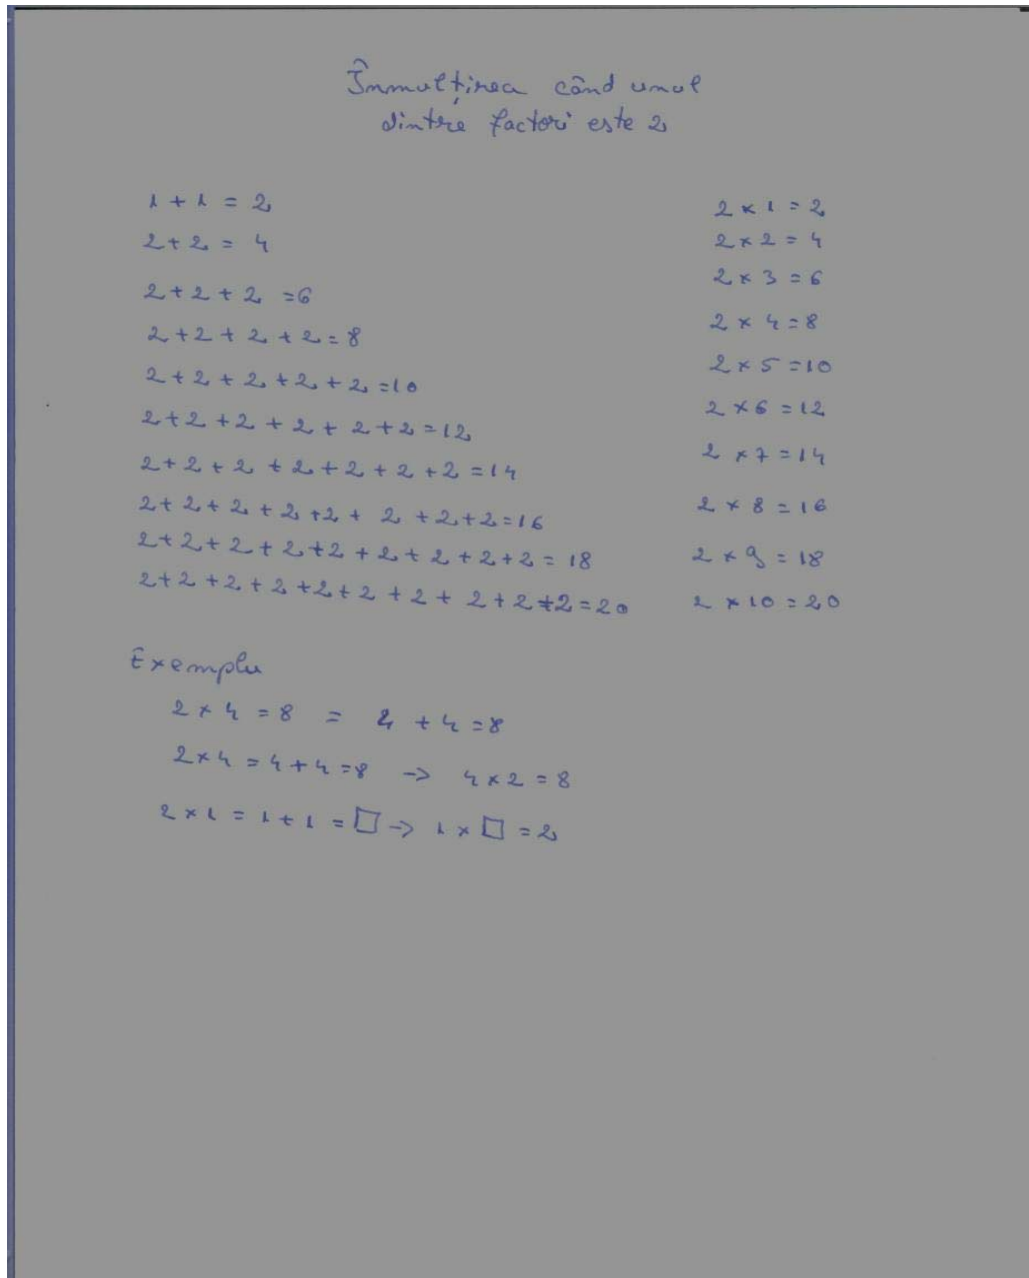 Înmulţirea când unul
dintre factori este 2
1 + 1 = 2
2 + 2 = 4
2 + 2 + 2 = 6
2 + 2 + 2 + 2 = 8
2 + 2 + 2 + 2 + 2 = 10
2 + 2 + 2 + 2 + 2 + 2 = 12
2 + 2 + 2 + 2 + 2 + 2 + 2 = 14
2 + 2 + 2 + 2 + 2 + 2 + 2 + 2 = 16
2 + 2 + 2 + 2 + 2 + 2 + 2 + 2 + 2 = 18
2 + 2 + 2 + 2 + 2 + 2 + 2 + 2 + 2 + 2 = 20
2 × 1 = 2
2 × 2 = 4
2 × 3 = 6
2 × 4 = 8
2 × 5 = 10
2 × 6 = 12
2 × 7 = 14
2 × 8 = 16
2 × 9 = 18
2 × 10 = 20
Exemplu
2 × 4 = 8 = 4 + 4 = 8
2 × 4 = 4 + 4 = 8 -> 4 × 2 = 8
2 × 1 = 1 + 1 = □ -> 1 × □ = 2